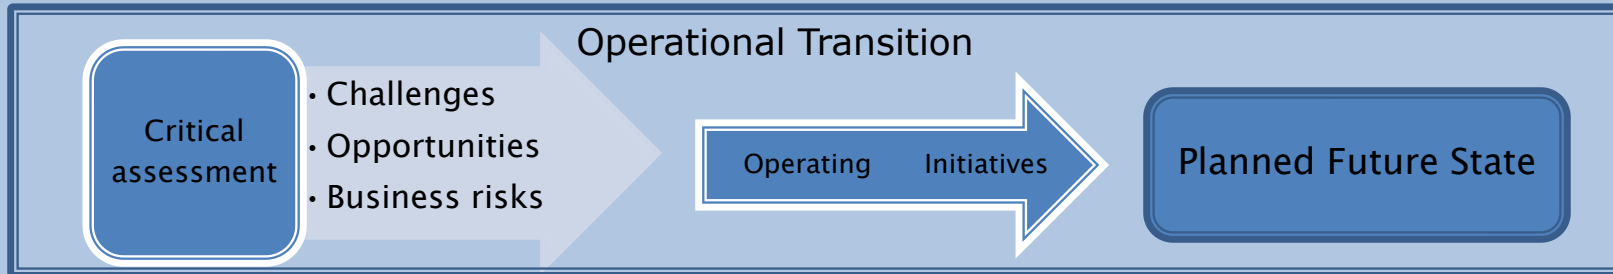 Operational Transition
Critical
assessment
• Challenges
• Opportunities
• Business risks
Operating Initiatives
Planned Future State